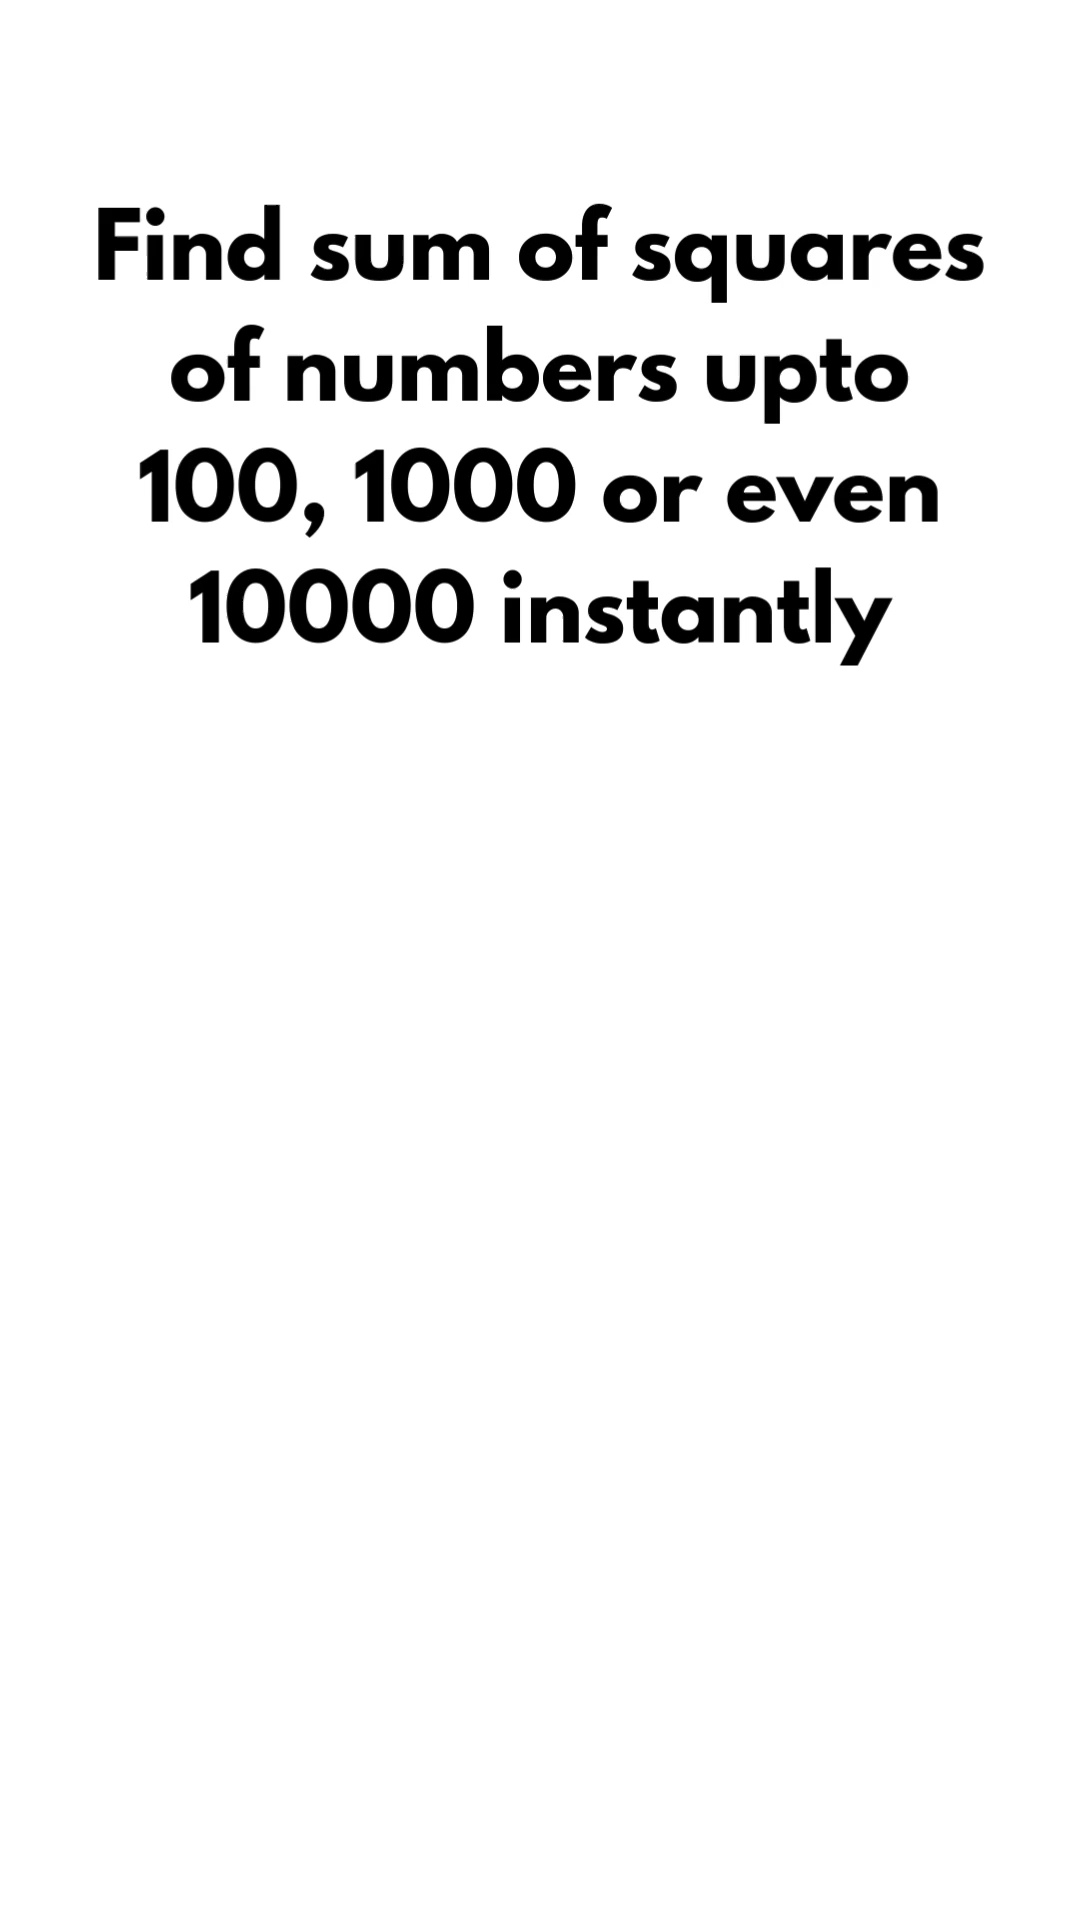 Find sum of squares
of numbers upto
100, 1000 or even
10000 instantly